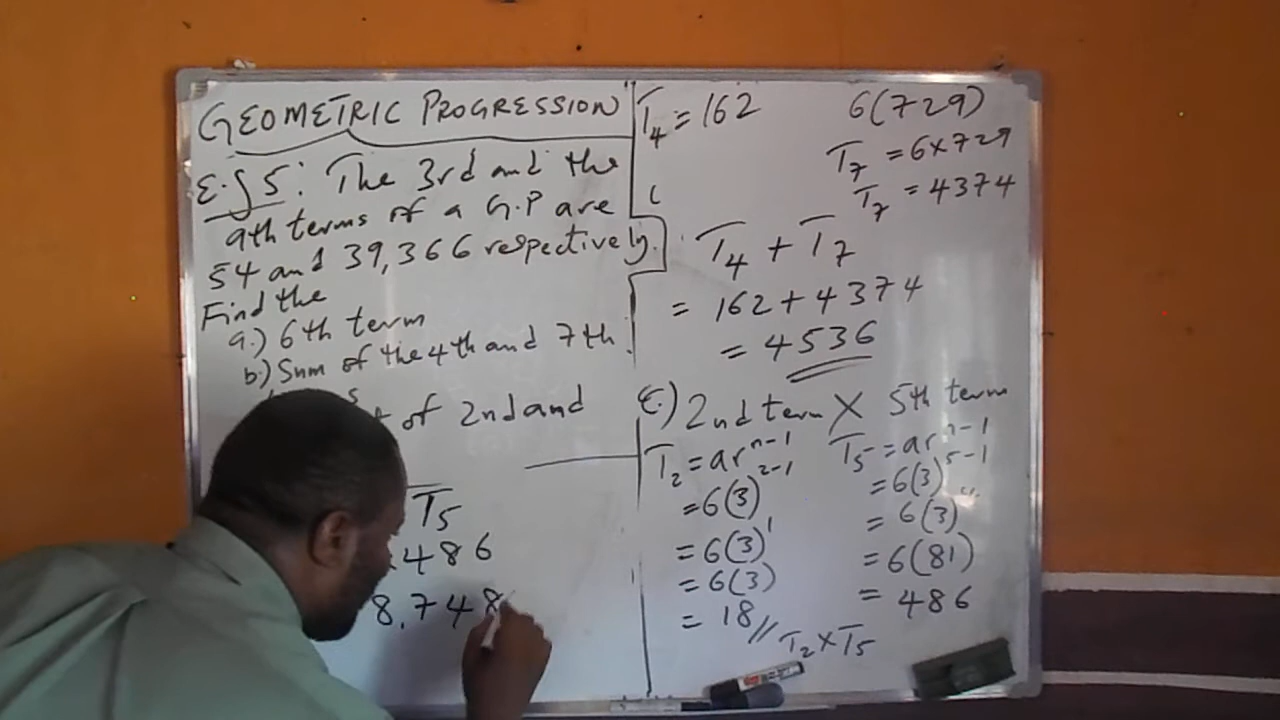 GEOMETRIC PROGRESSION
E.g 5: The 3rd and the
9th terms of a G.P are
54 and 39,366 respectively.
Find the
a.) 6th term
b.) Sum of the 4th and 7th
of 2nd and
T5
486
8,748
T4 = 162
6(729)
T7 = 6x729
T7 = 4374
T4 + T7
= 162 + 4374
= 4536
C.) 2nd term X 5th term
T2 = ar^n-1
= 6(3)^2-1
= 6(3)^1
= 6(3)
= 18 //
T5 = ar^n-1
= 6(3)^5-1
= 6(3)^4
= 6(81)
= 486
T2 x T5